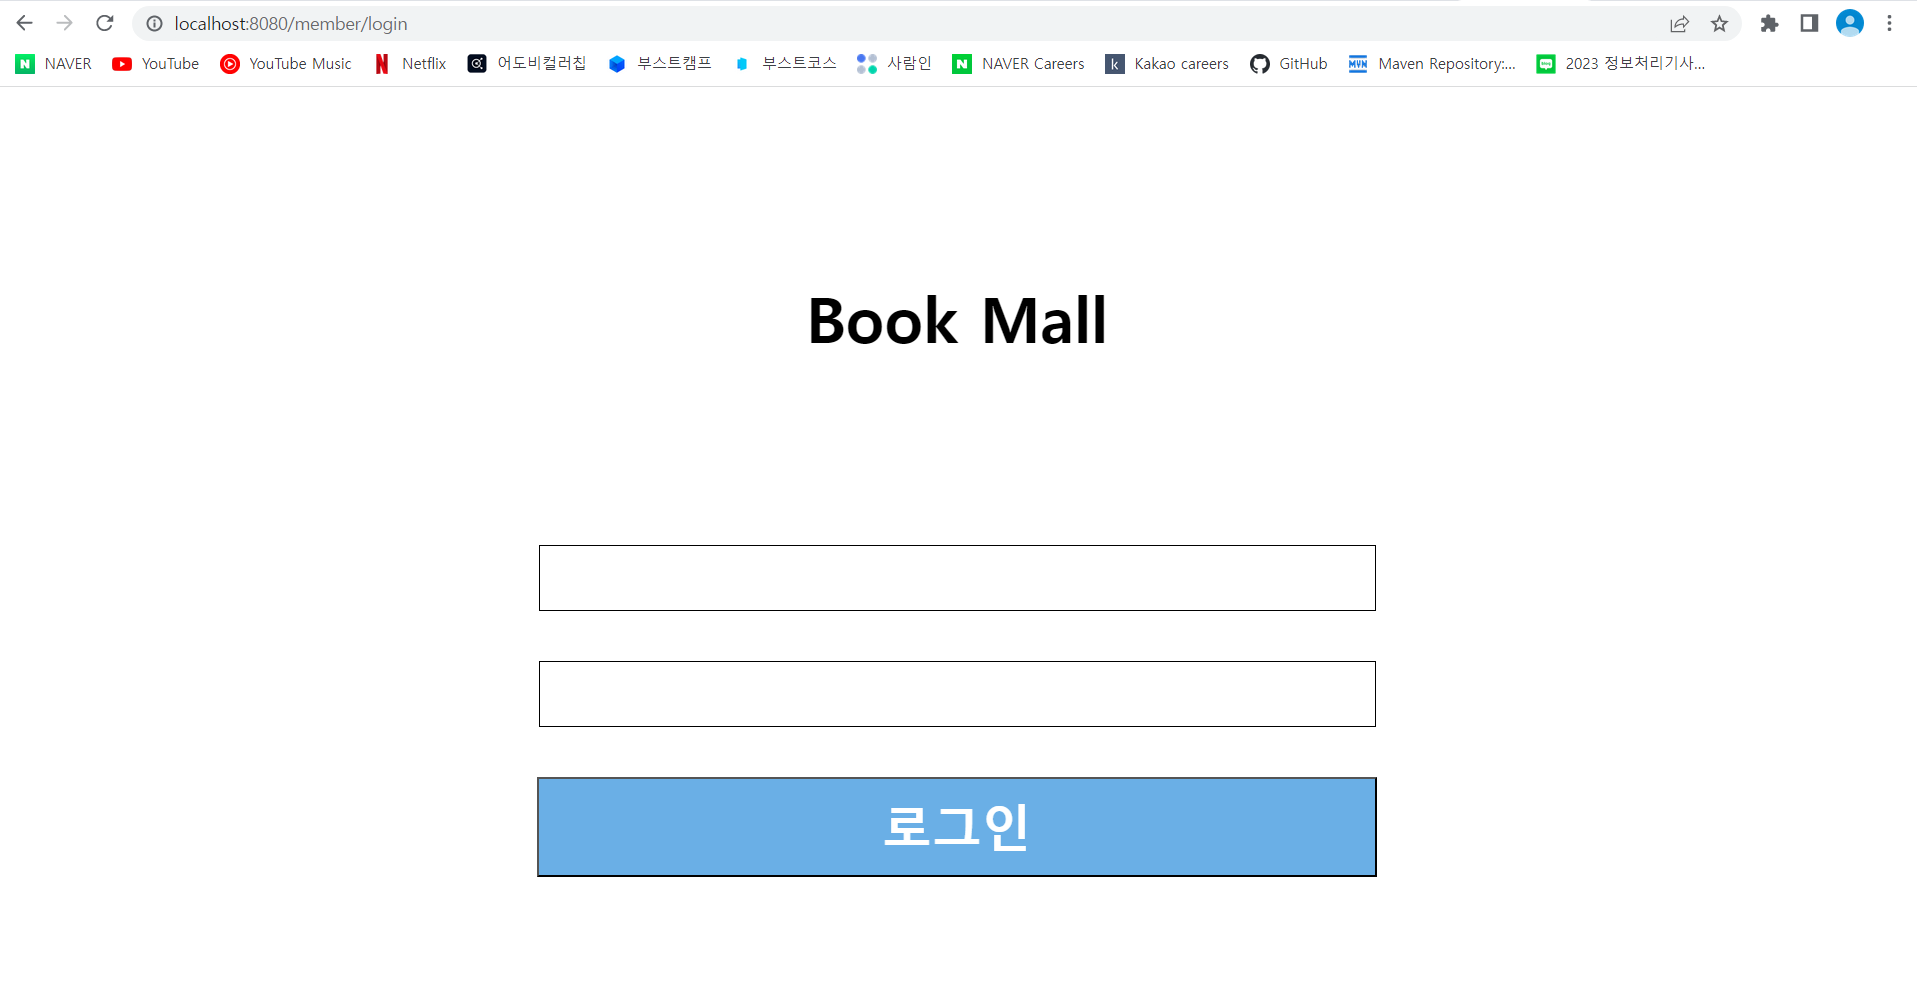 localhost:8080/member/login
NAVER YouTube YouTube Music Netflix 어도비컬러칩 부스트캠프 부스트코스 사람인 NAVER Careers Kakao careers GitHub Maven Repository:... 2023 정보처리기사...
Book Mall
로그인